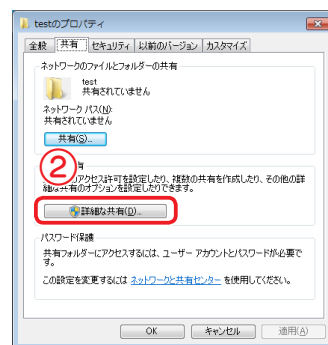 testのプロパティ
全般 共有 セキュリティ 以前のバージョン カスタマイズ
ネットワークのファイルとフォルダーの共有
test
共有されていません
ネットワーク パス(N):
共有されていません
共有(S)...
②
有
のアクセス許可を設定したり、複数の共有を作成したり、その他の詳
細な共有のオプションを設定したりできます。
詳細な共有(D)...
パスワード保護
共有フォルダーにアクセスするには、ユーザー アカウントとパスワードが必要で
す。
この設定を変更するには ネットワークと共有センター を使用してください。
OK キャンセル 適用(A)